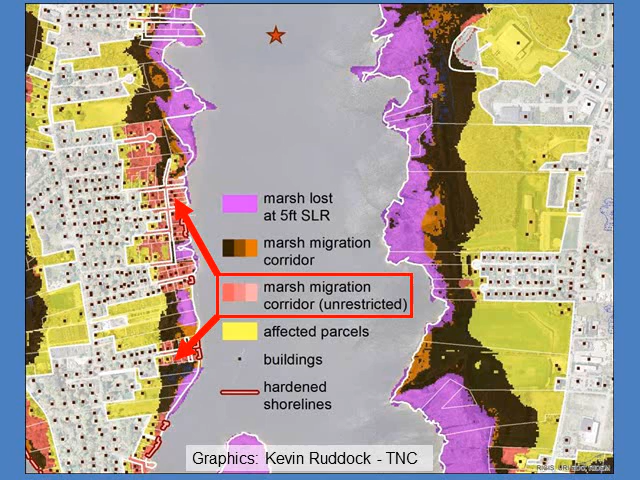 marsh lost
at 5ft SLR
marsh migration
corridor
marsh migration
corridor (unrestricted)
affected parcels
buildings
hardened
shorelines
Graphics: Kevin Ruddock - TNC